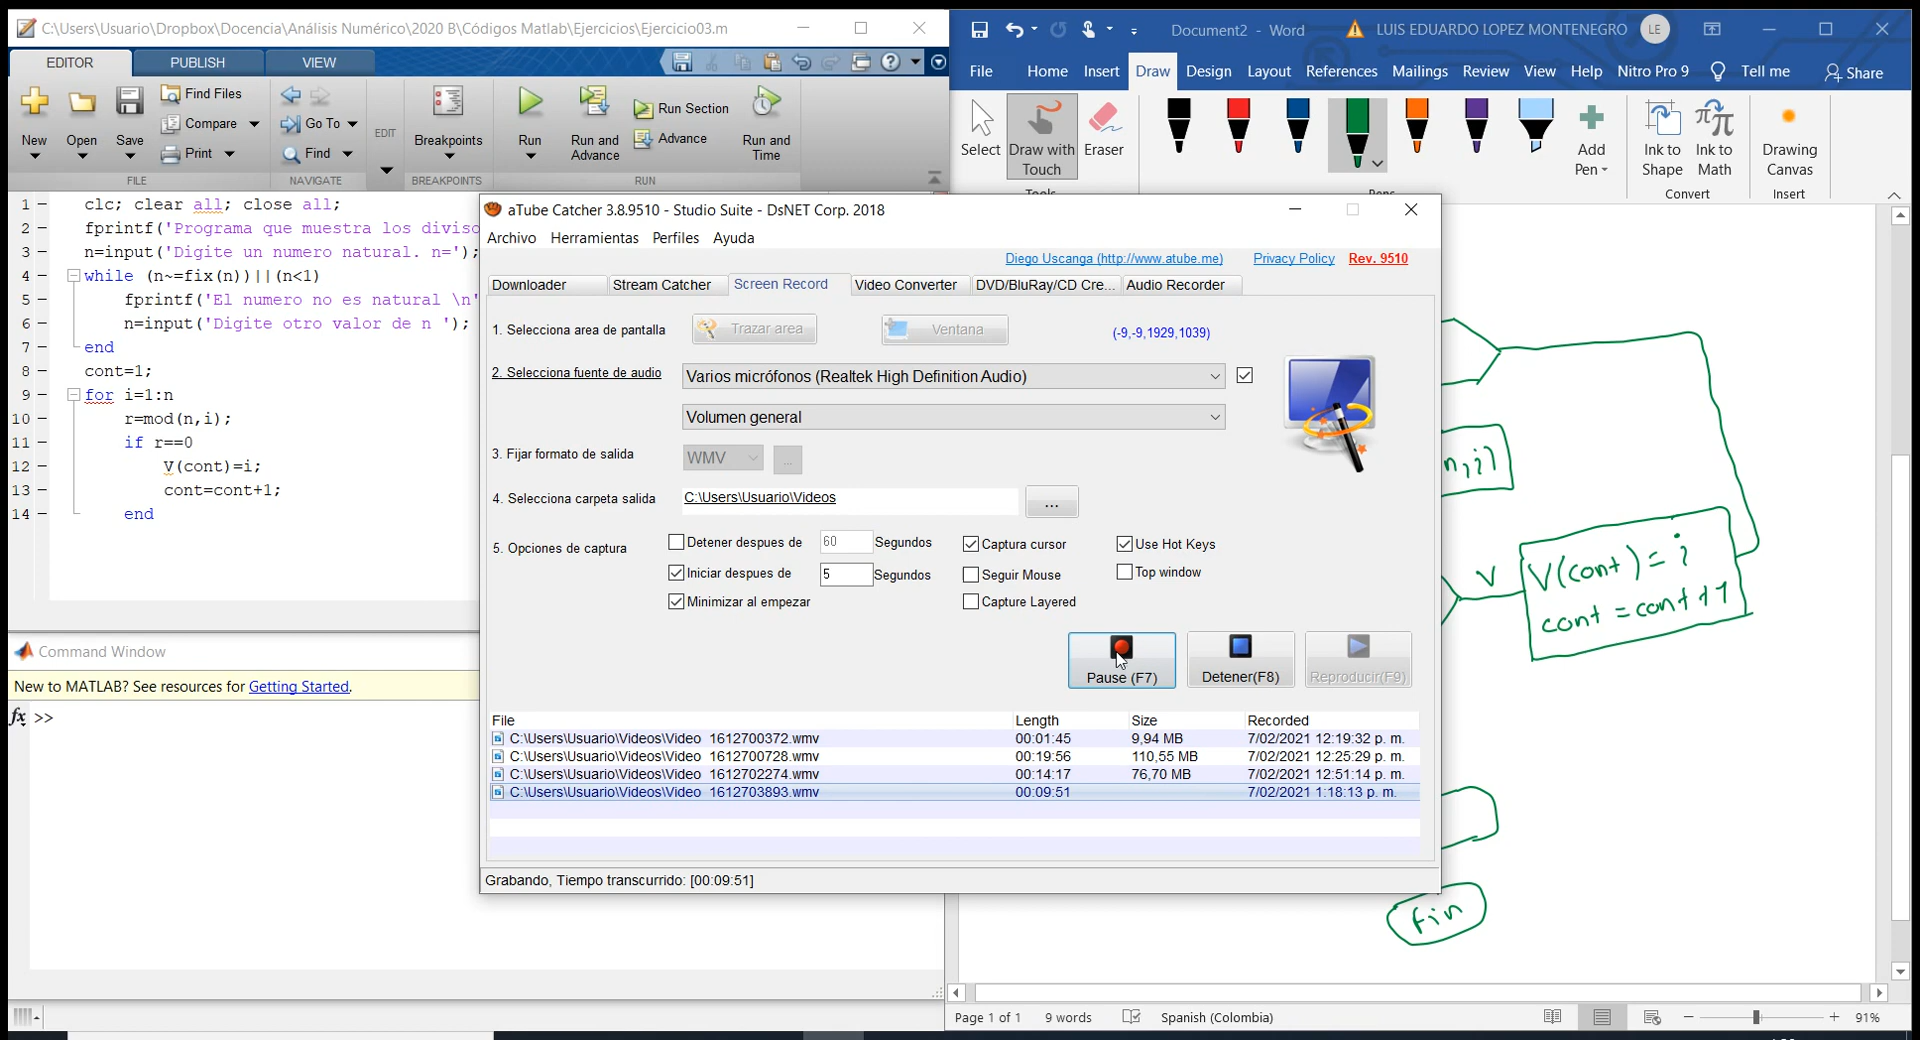 C:\Users\Usuario\Dropbox\Docencia\Análisis Numérico\2020 B\Códigos Matlab\Ejercicios\Ejercicio03.m
EDITOR PUBLISH VIEW
New Open Save Find Files Compare Print
Go To Find
EDIT
Breakpoints
Run Run and Advance Run Section Advance Run and Time
FILE NAVIGATE BREAKPOINTS RUN
1 clc; clear all; close all;
2 fprintf('Programa que muestra los diviso
3 n=input('Digite un numero natural. n=');
4 while (n~=fix(n))||(n<1)
5 fprintf('El numero no es natural \n'
6 n=input('Digite otro valor de n ');
7 end
8 cont=1;
9 for i=1:n
10 r=mod(n,i);
11 if r==0
12 V(cont)=i;
13 cont=cont+1;
14 end
Command Window
New to MATLAB? See resources for Getting Started.
fx >>
Document2 - Word
LUIS EDUARDO LOPEZ MONTENEGRO LE
File Home Insert Draw Design Layout References Mailings Review View Help Nitro Pro 9 Tell me Share
Select Draw with Touch Eraser
Add Pen
Ink to Shape Ink to Math
Drawing Canvas
Tools Pens Convert Insert
aTube Catcher 3.8.9510 - Studio Suite - DsNET Corp. 2018
Archivo Herramientas Perfiles Ayuda
Diego Uscanga (http://www.atube.me) Privacy Policy Rev. 9510
Downloader Stream Catcher Screen Record Video Converter DVD/BluRay/CD Cre... Audio Recorder
1. Selecciona area de pantalla Trazar area Ventana (-9,-9,1929,1039)
2. Selecciona fuente de audio Varios micrófonos (Realtek High Definition Audio)
Volumen general
3. Fijar formato de salida WMV ...
4. Selecciona carpeta salida C:\Users\Usuario\Videos ...
5. Opciones de captura
Detener despues de 60 Segundos Captura cursor Use Hot Keys
Iniciar despues de 5 Segundos Seguir Mouse Top window
Minimizar al empezar Capture Layered
Pause (F7) Detener(F8) Reproducir(F9)
File Length Size Recorded
C:\Users\Usuario\Videos\Video 1612700372.wmv 00:01:45 9,94 MB 7/02/2021 12:19:32 p. m.
C:\Users\Usuario\Videos\Video 1612700728.wmv 00:19:56 110,55 MB 7/02/2021 12:25:29 p. m.
C:\Users\Usuario\Videos\Video 1612702274.wmv 00:14:17 76,70 MB 7/02/2021 12:51:14 p. m.
C:\Users\Usuario\Videos\Video 1612703893.wmv 00:09:51 7/02/2021 1:18:13 p. m.
Grabando, Tiempo transcurrido: [00:09:51]
n,i)
V
V(cont) = i
cont = cont + 1
fin
Page 1 of 1 9 words Spanish (Colombia) 91%